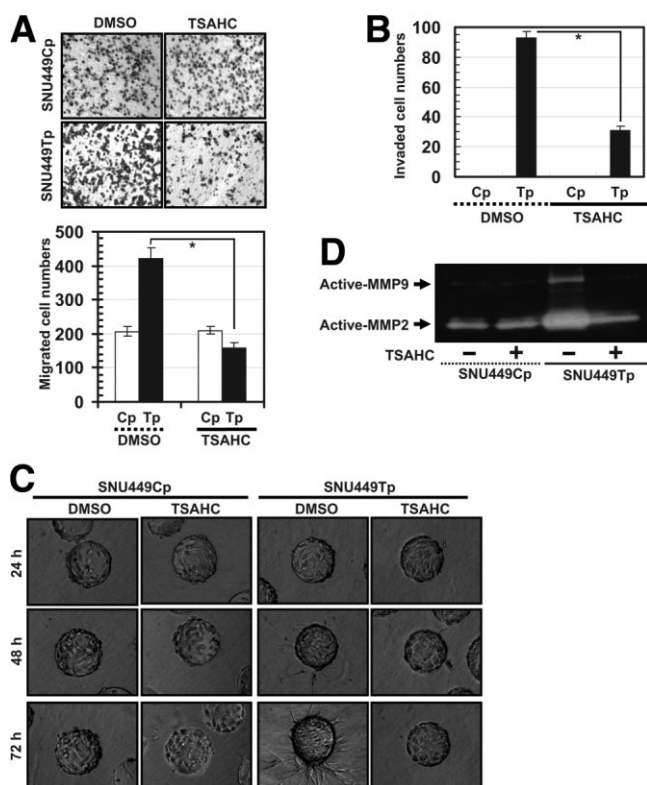 A
DMSO TSAHC
SNU449Cp
SNU449Tp
Migrated cell numbers
500
400
300
200
100
0
*
Cp Tp Cp Tp
DMSO TSAHC
B
Invaded cell numbers
100
80
60
40
20
0
*
Cp Tp Cp Tp
DMSO TSAHC
D
Active-MMP9
Active-MMP2
TSAHC − + − +
SNU449Cp SNU449Tp
C
SNU449Cp SNU449Tp
DMSO TSAHC DMSO TSAHC
24 h
48 h
72 h